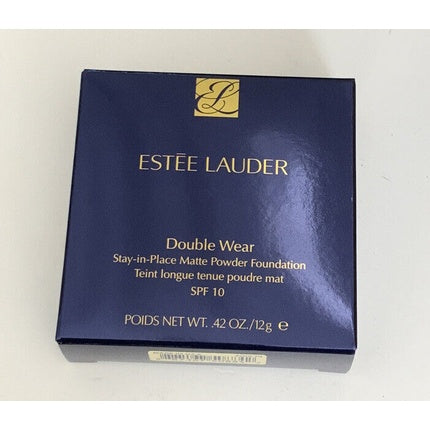 EL
ESTĒE LAUDER
Double Wear
Stay-in-Place Matte Powder Foundation
Teint longue tenue poudre mat
SPF 10
POIDS NET WT. .42 OZ./12g e